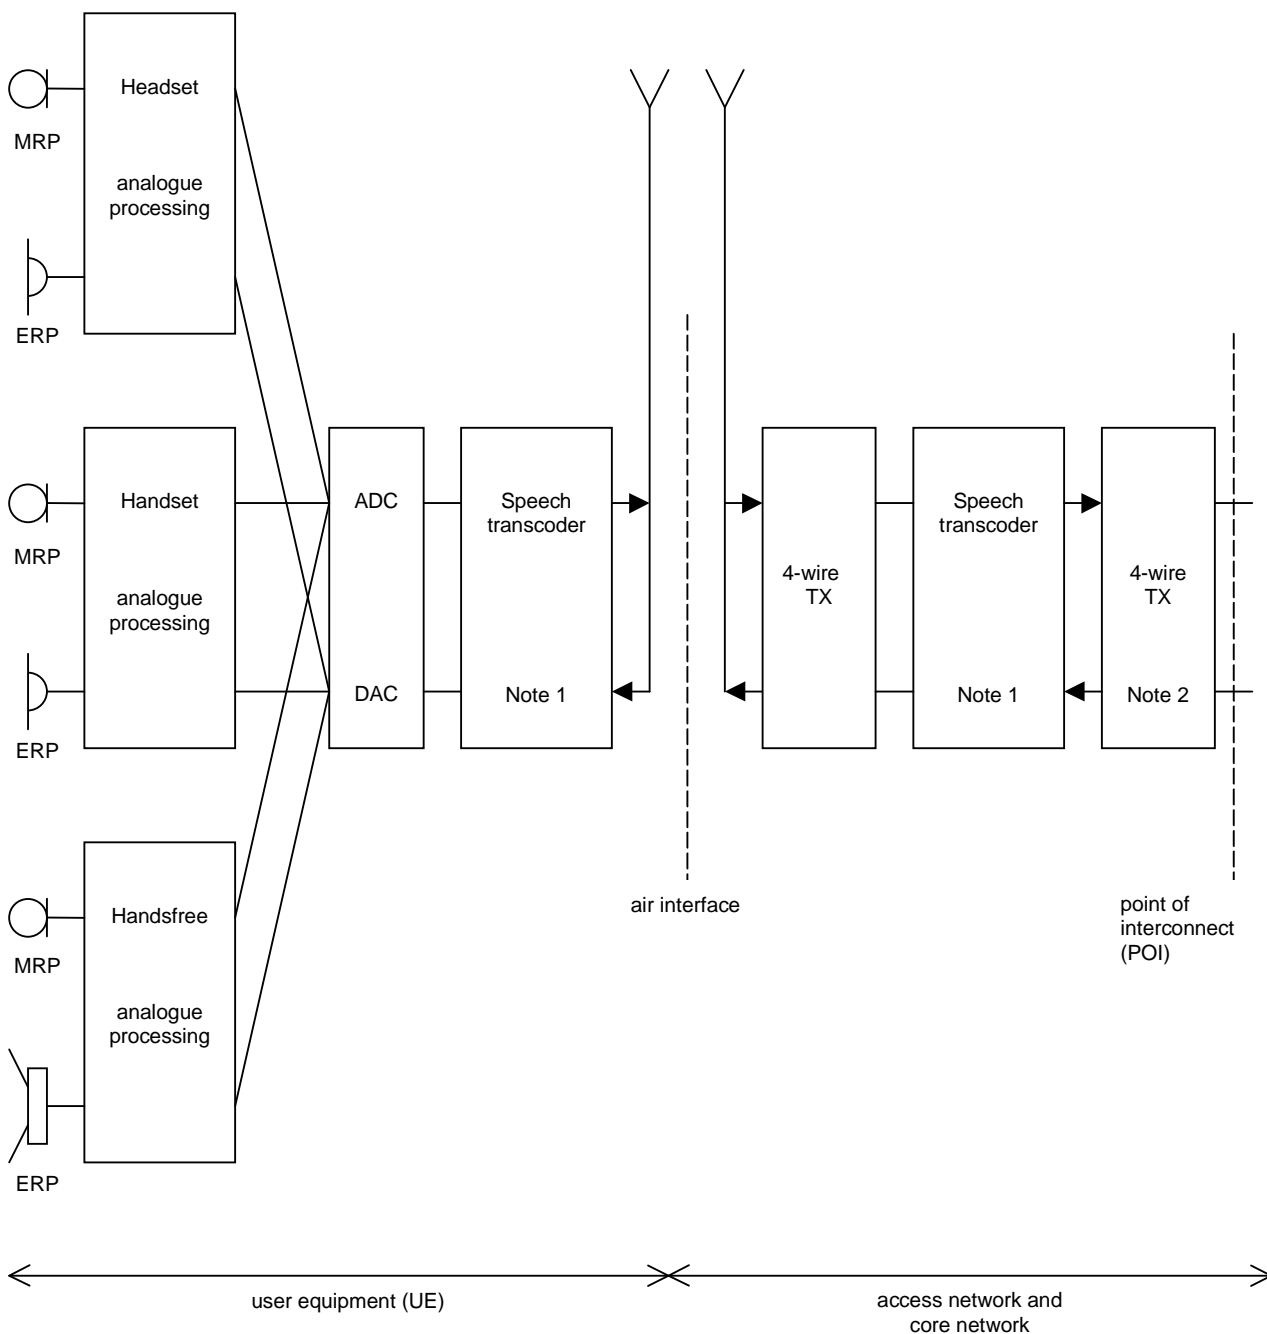 Headset
MRP
analogue
processing
ERP
Handset
MRP
analogue
processing
ERP
ADC
DAC
Speech
transcoder
Note 1
4-wire
TX
Speech
transcoder
Note 1
4-wire
TX
Note 2
Handsfree
MRP
analogue
processing
ERP
air interface
point of
interconnect
(POI)
user equipment (UE)
access network and
core network